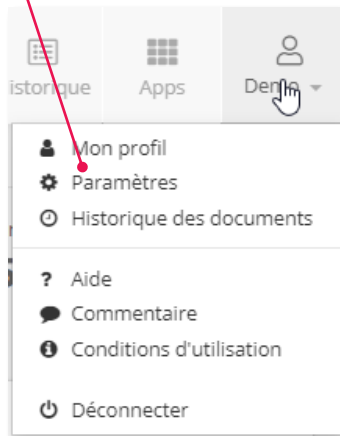 istorique Apps Demo
Mon profil
Paramètres
Historique des documents
? Aide
Commentaire
Conditions d'utilisation
Déconnecter